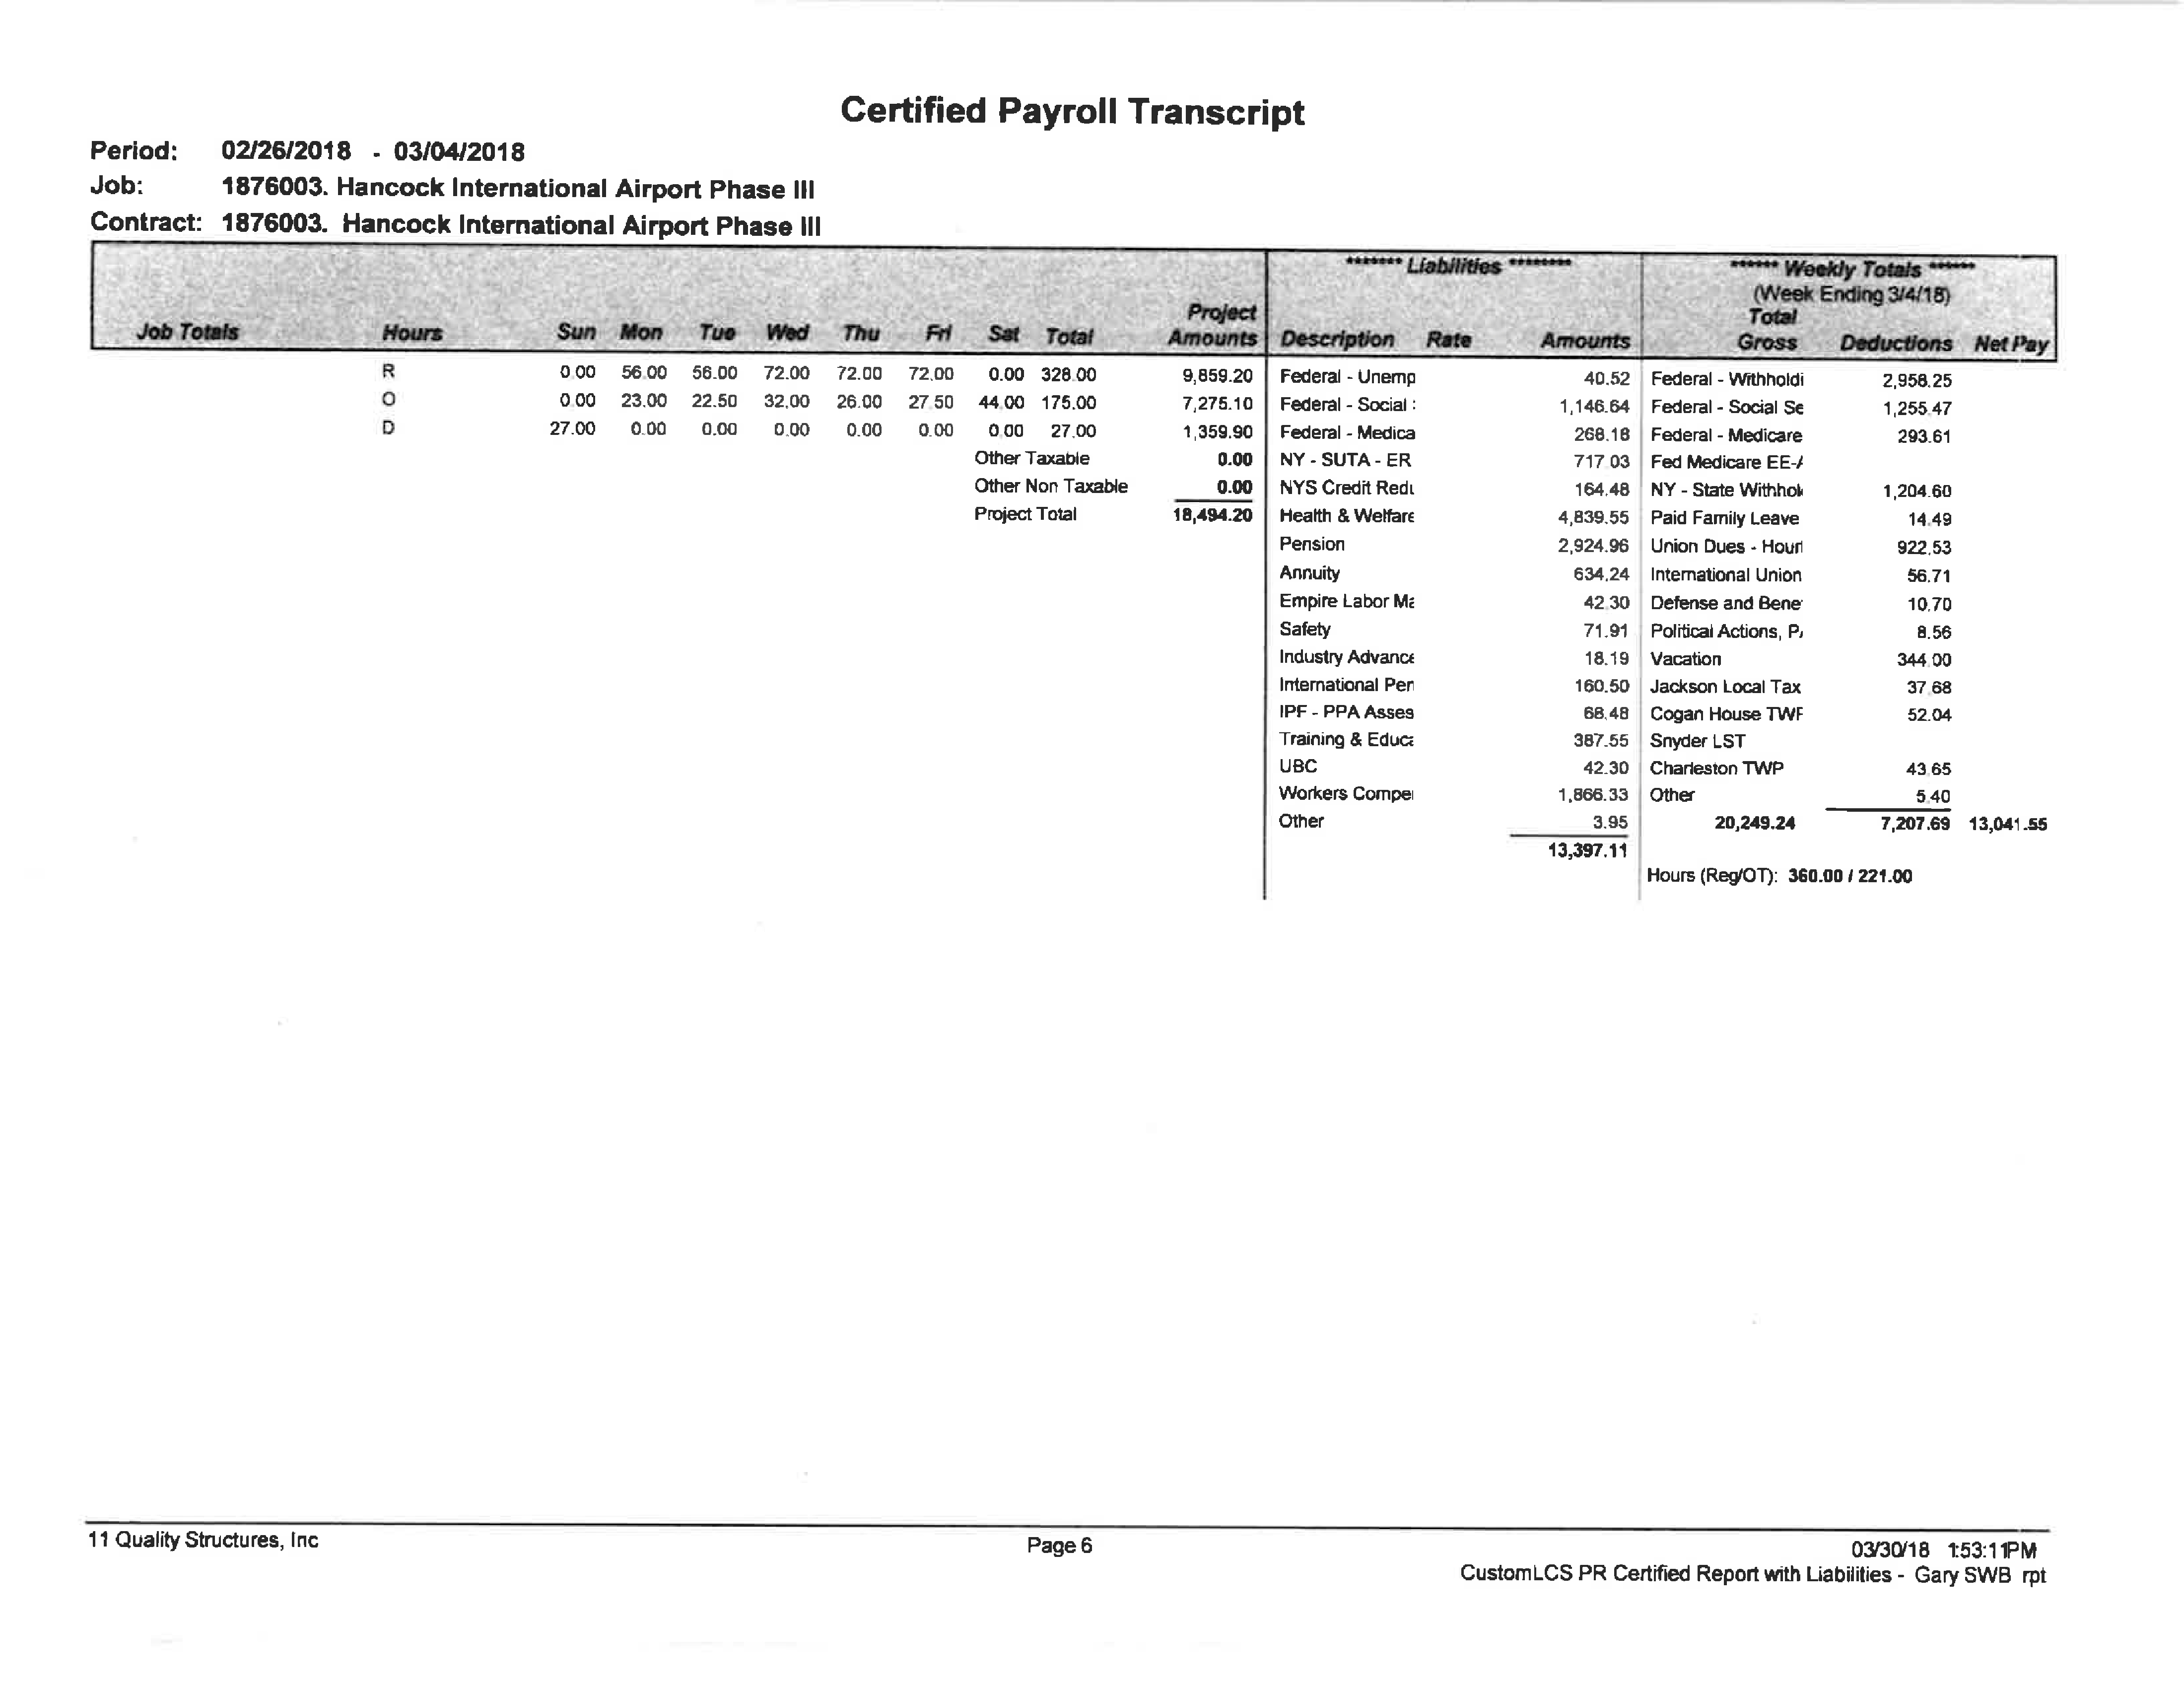 Certified Payroll Transcript
Period: 02/26/2018 - 03/04/2018
Job: 1876003. Hancock International Airport Phase III
Contract: 1876003. Hancock International Airport Phase III
******* Liabilities ******** ****** Weekly Totals ******
(Week Ending 3/4/18)
Project Total
Job Totals Hours Sun Mon Tue Wed Thu Fri Sat Total Amounts Description Rate Amounts Gross Deductions Net Pay
R 0.00 56.00 56.00 72.00 72.00 72.00 0.00 328.00 9,859.20 Federal - Unemp 40.52 Federal - Withholdi 2,958.25
O 0.00 23.00 22.50 32.00 26.00 27.50 44.00 175.00 7,275.10 Federal - Social : 1,146.64 Federal - Social Se 1,255.47
D 27.00 0.00 0.00 0.00 0.00 0.00 0.00 27.00 1,359.90 Federal - Medica 268.18 Federal - Medicare 293.61
Other Taxable 0.00 NY - SUTA - ER 717.03 Fed Medicare EE-A
Other Non Taxable 0.00 NYS Credit Redu 164.48 NY - State Withhol 1,204.60
Project Total 18,494.20 Health & Welfare 4,839.55 Paid Family Leave 14.49
Pension 2,924.96 Union Dues - Hourl 922.53
Annuity 634.24 International Union 56.71
Empire Labor Ma 42.30 Defense and Bene 10.70
Safety 71.91 Political Actions, P 8.56
Industry Advance 18.19 Vacation 344.00
International Pen 160.50 Jackson Local Tax 37.68
IPF - PPA Asses 68.48 Cogan House TWF 52.04
Training & Educa 387.55 Snyder LST
UBC 42.30 Charleston TWP 43.65
Workers Compe 1,866.33 Other 5.40
Other 3.95 20,249.24 7,207.69 13,041.55
13,397.11
Hours (Reg/OT): 360.00 / 221.00
11 Quality Structures, Inc Page 6 03/30/18 1:53:11PM
CustomLCS PR Certified Report with Liabilities - Gary SWB rpt